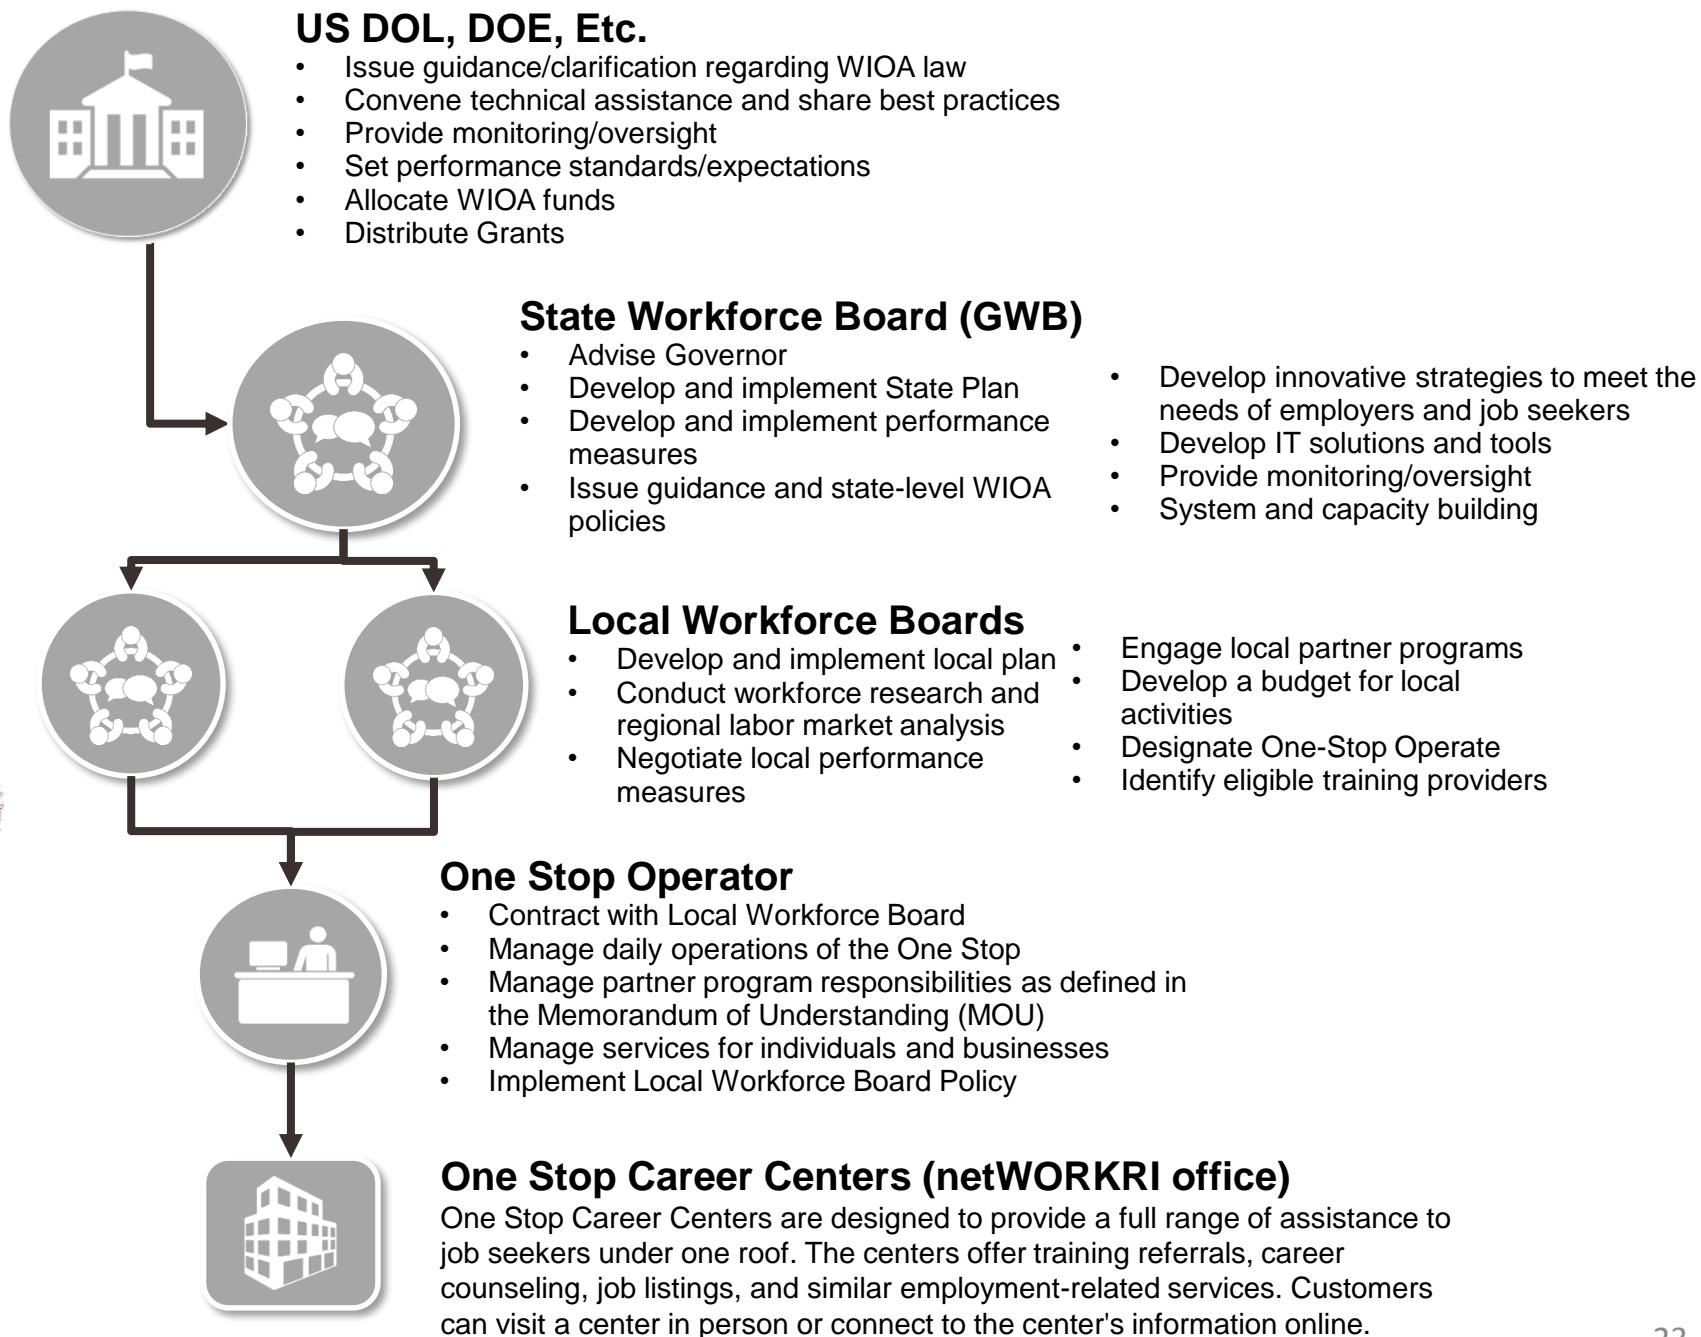 US DOL, DOE, Etc.
• Issue guidance/clarification regarding WIOA law
• Convene technical assistance and share best practices
• Provide monitoring/oversight
• Set performance standards/expectations
• Allocate WIOA funds
• Distribute Grants
State Workforce Board (GWB)
• Advise Governor
• Develop and implement State Plan
• Develop and implement performance
measures
• Issue guidance and state-level WIOA
policies
• Develop innovative strategies to meet the
needs of employers and job seekers
• Develop IT solutions and tools
• Provide monitoring/oversight
• System and capacity building
Local Workforce Boards
• Develop and implement local plan
• Conduct workforce research and
regional labor market analysis
• Negotiate local performance
measures
• Engage local partner programs
• Develop a budget for local
activities
• Designate One-Stop Operate
• Identify eligible training providers
One Stop Operator
• Contract with Local Workforce Board
• Manage daily operations of the One Stop
• Manage partner program responsibilities as defined in
the Memorandum of Understanding (MOU)
• Manage services for individuals and businesses
• Implement Local Workforce Board Policy
One Stop Career Centers (netWORKRI office)
One Stop Career Centers are designed to provide a full range of assistance to
job seekers under one roof. The centers offer training referrals, career
counseling, job listings, and similar employment-related services. Customers
can visit a center in person or connect to the center's information online.